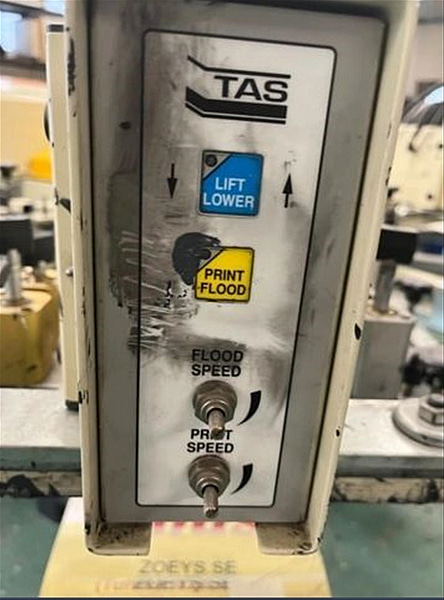 TAS
LIFT
LOWER
PRINT
FLOOD
FLOOD
SPEED
PRINT
SPEED
ZOEYS SE